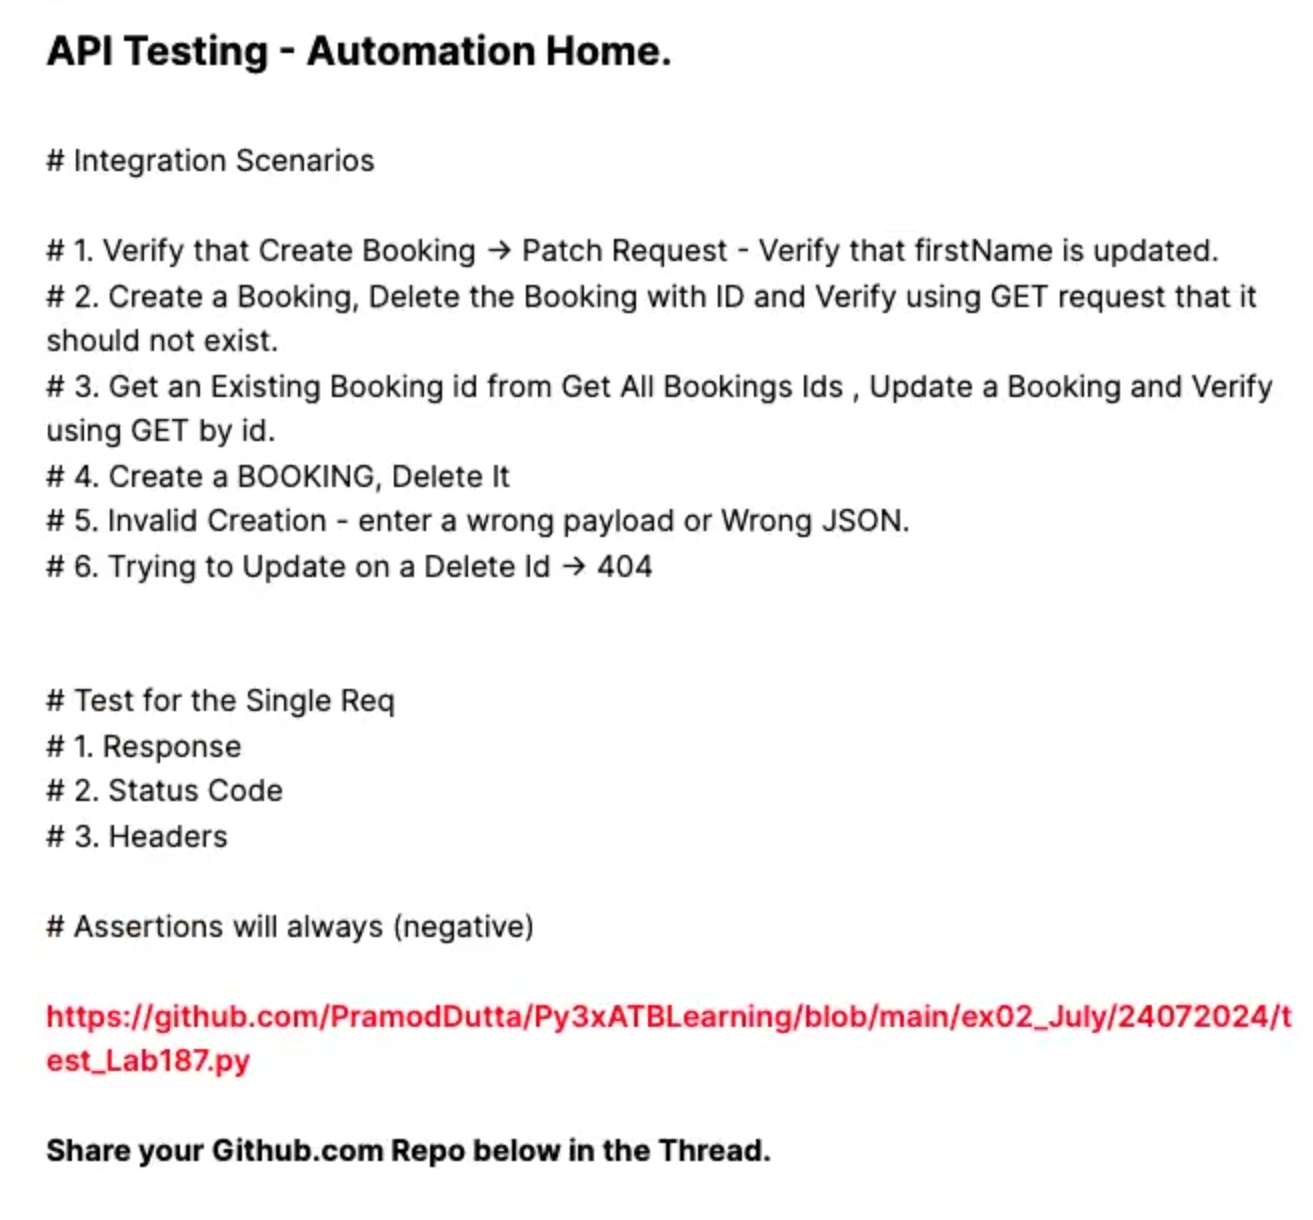 API Testing - Automation Home.
# Integration Scenarios
# 1. Verify that Create Booking → Patch Request - Verify that firstName is updated.
# 2. Create a Booking, Delete the Booking with ID and Verify using GET request that it
should not exist.
# 3. Get an Existing Booking id from Get All Bookings Ids , Update a Booking and Verify
using GET by id.
# 4. Create a BOOKING, Delete It
# 5. Invalid Creation - enter a wrong payload or Wrong JSON.
# 6. Trying to Update on a Delete Id → 404
# Test for the Single Req
# 1. Response
# 2. Status Code
# 3. Headers
# Assertions will always (negative)
https://github.com/PramodDutta/Py3xATBLearning/blob/main/ex02_July/24072024/t
est_Lab187.py
Share your Github.com Repo below in the Thread.